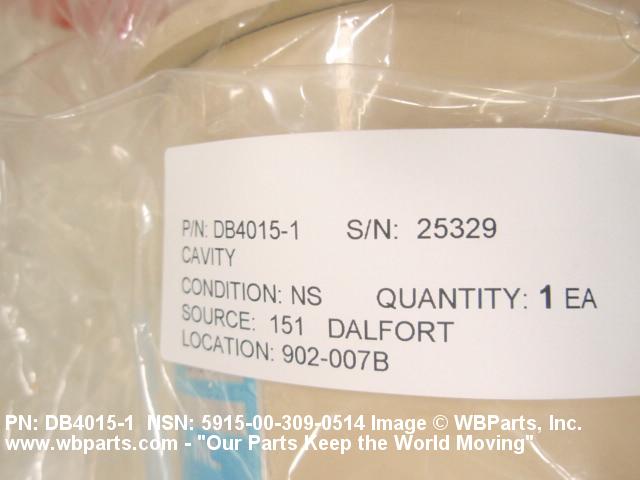 P/N: DB4015-1 S/N: 25329
CAVITY
CONDITION: NS QUANTITY: 1 EA
SOURCE: 151 DALFORT
LOCATION: 902-007B
PN: DB4015-1 NSN: 5915-00-309-0514 Image © WBParts, Inc.
www.wbparts.com - "Our Parts Keep the World Moving"